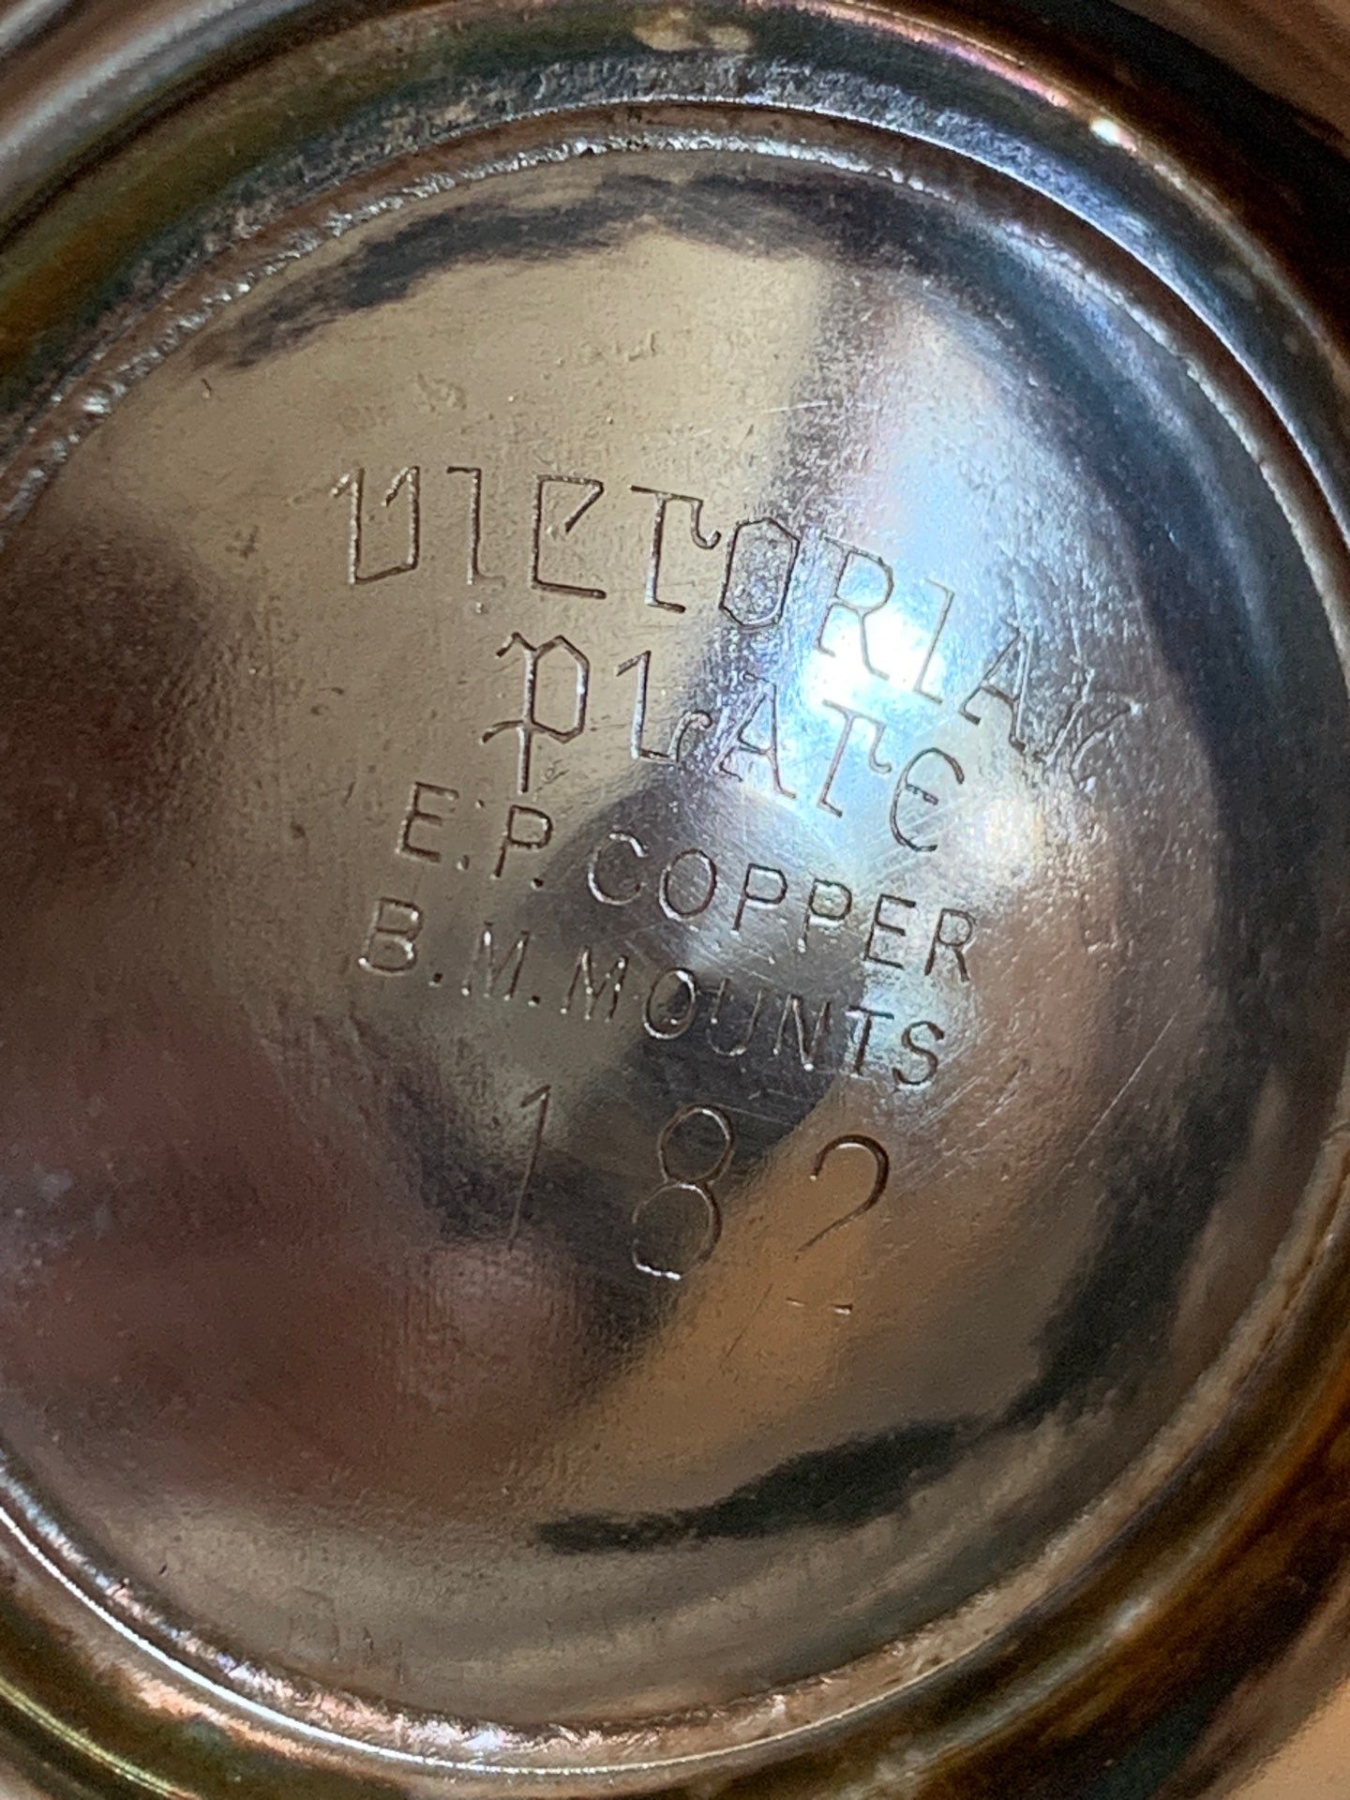 VICTORIAN
PLATE
E.P. COPPER
B.M. MOUNTS
182